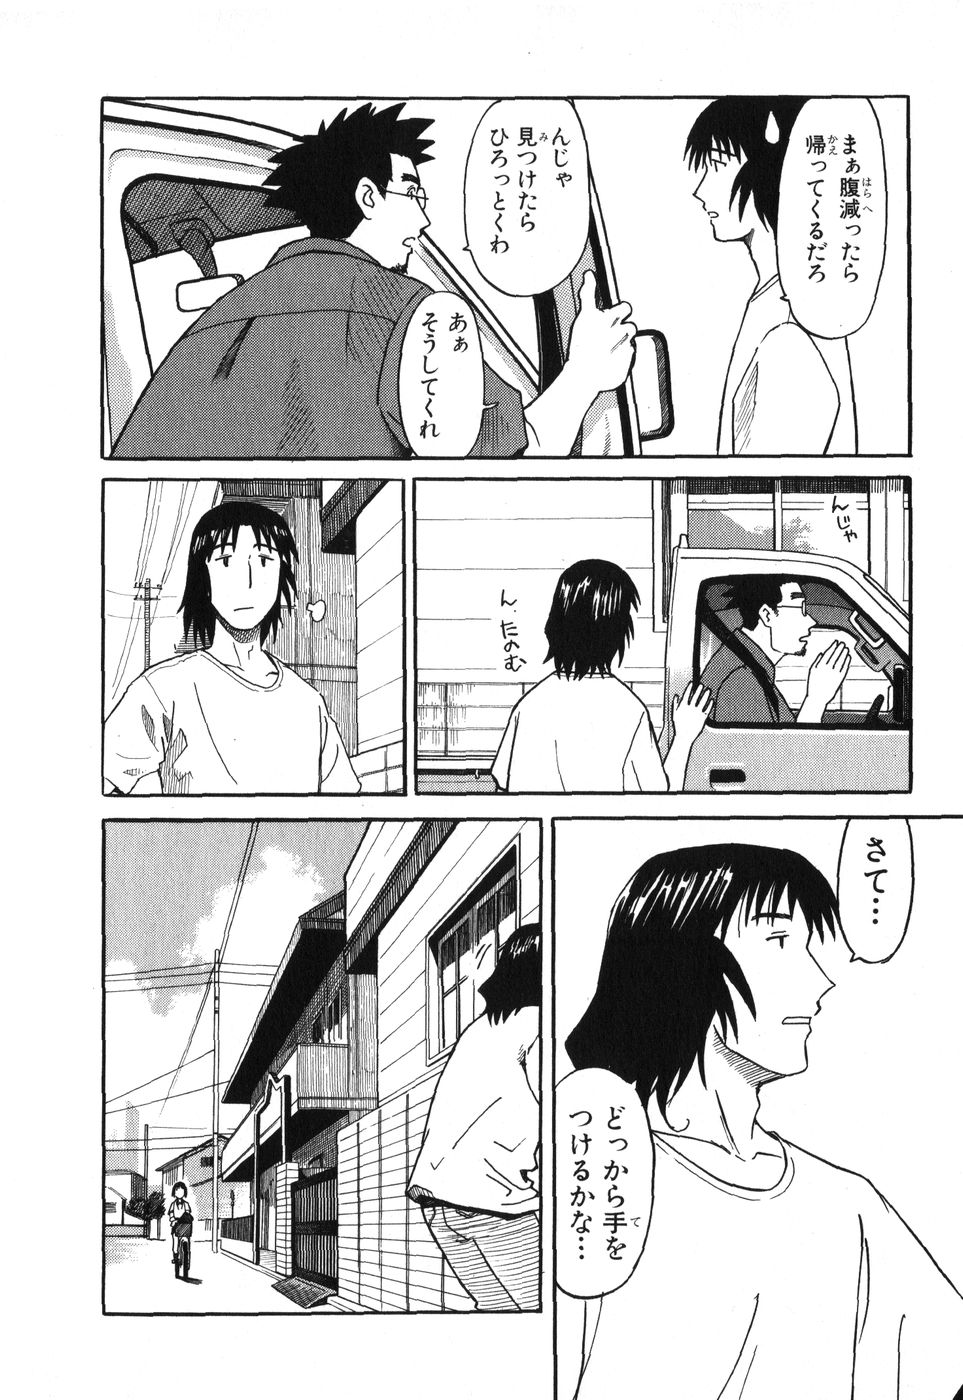 まぁ腹減ったら
帰ってくるだろ
んじゃ
見つけたら
ひろっとくわ
あぁ
そうしてくれ
んじゃ
ん、たのむ
さて…
どっから手を
つけるかな…